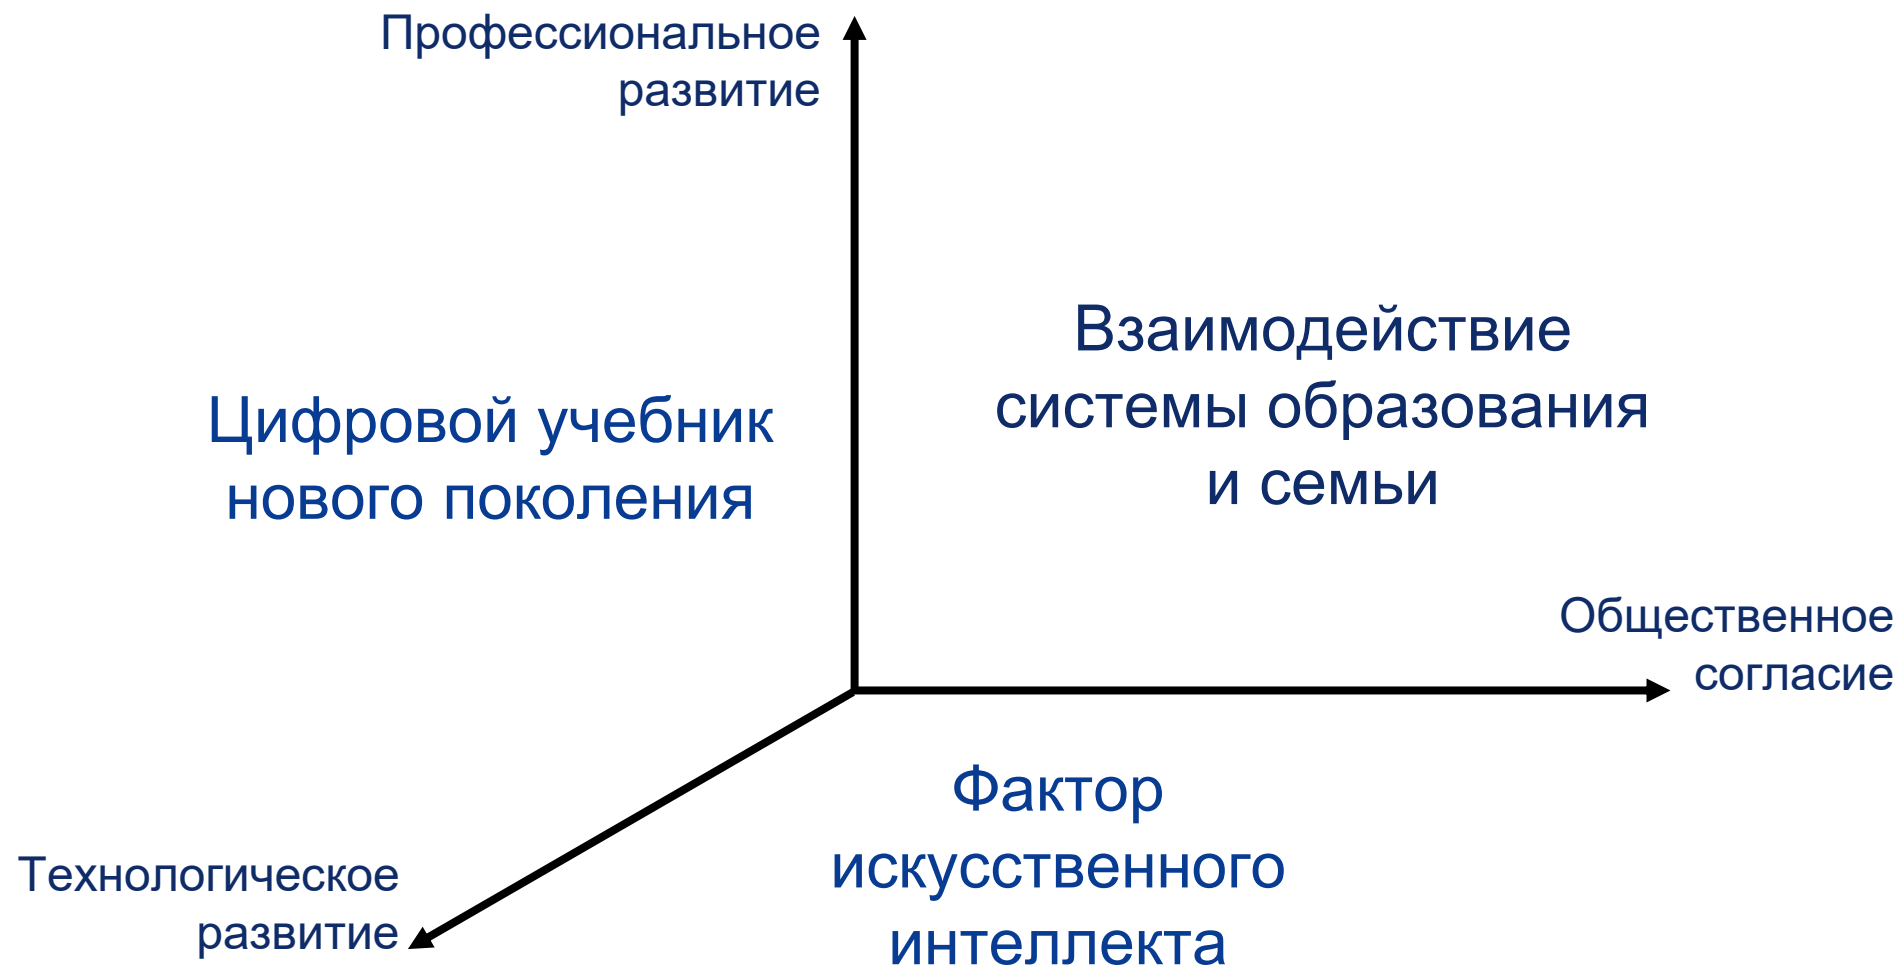 Профессиональное
развитие
Взаимодействие
системы образования
и семьи
Цифровой учебник
нового поколения
Общественное
согласие
Фактор
искусственного
интеллекта
Технологическое
развитие